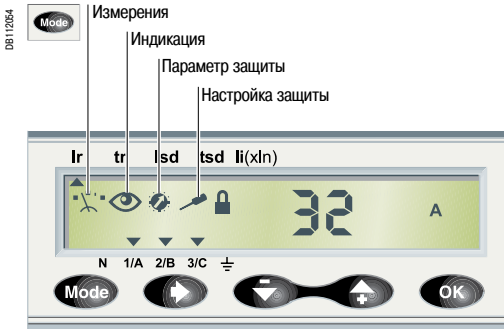 DB112054
Mode
Измерения
Индикация
Параметр защиты
Настройка защиты
Ir tr Isd tsd Ii(xIn)
32 A
N 1/A 2/B 3/C
Mode OK